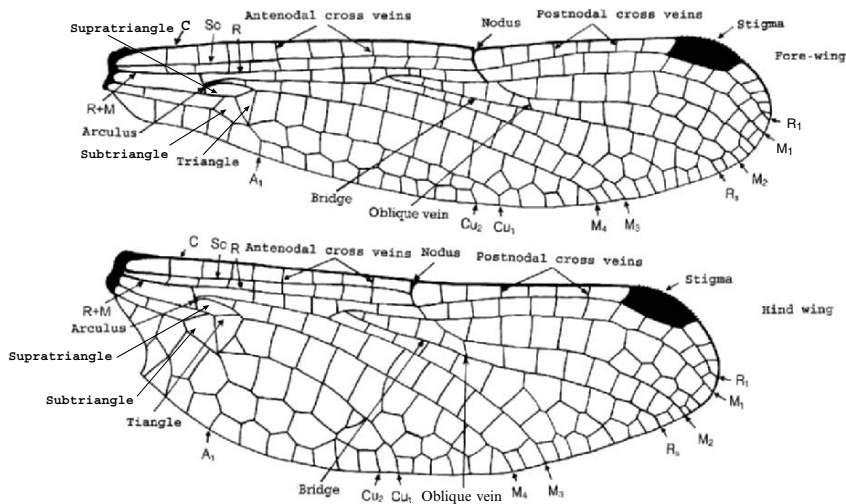 Supratriangle
C
Sc
R
Antenodal cross veins
Nodus
Postnodal cross veins
Stigma
Fore-wing
R+M
Arculus
Subtriangle
Triangle
A1
Bridge
Oblique vein
Cu2
Cu1
M4
M3
Rs
M2
M1
R1
C
Sc
R
Antenodal cross veins
Nodus
Postnodal cross veins
Stigma
Hind wing
R+M
Arculus
Supratriangle
Subtriangle
Tiangle
A1
Bridge
Cu2
Cu1
Oblique vein
M4
M3
Rs
M2
M1
R1